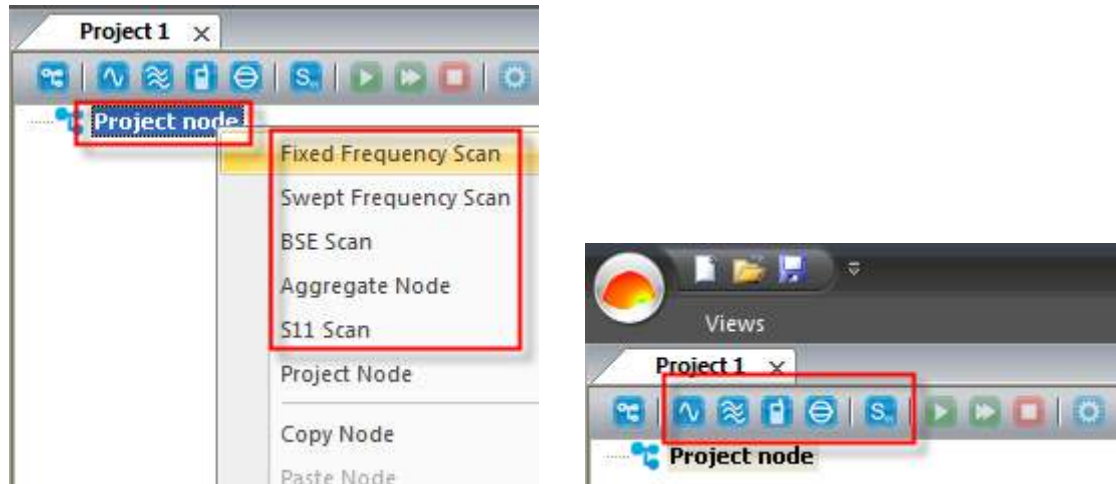 Project 1
S
Project node
Fixed Frequency Scan
Swept Frequency Scan
BSE Scan
Aggregate Node
S11 Scan
Project Node
Copy Node
Paste Node
Views
Project 1
S
Project node